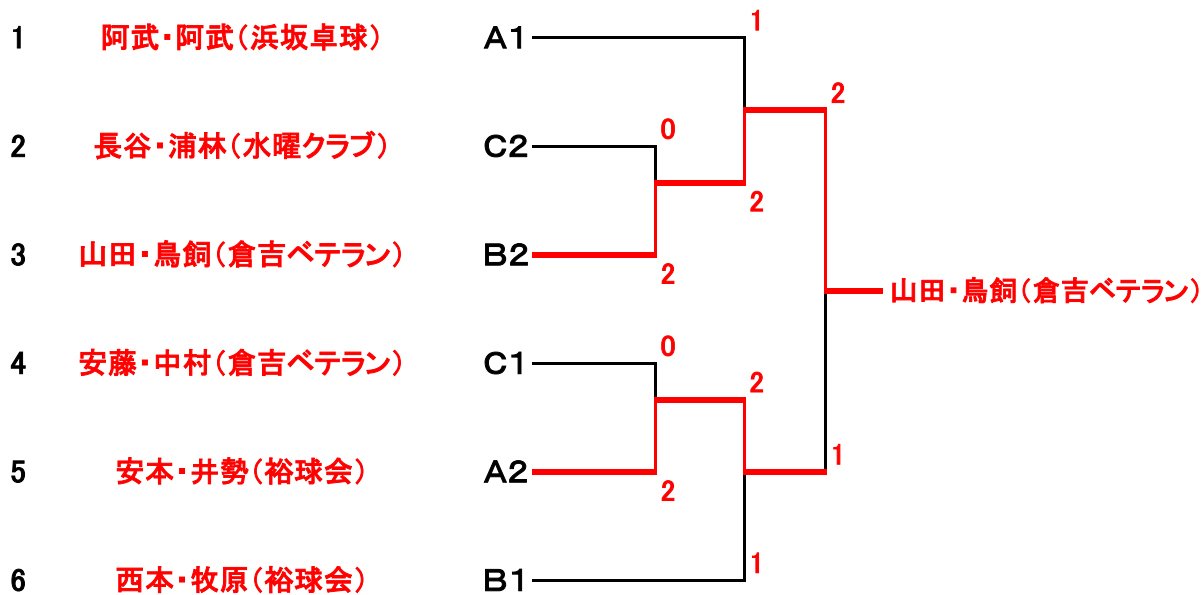 1 阿武・阿武(浜坂卓球) A1 1
2
0
2 長谷・浦林(水曜クラブ) C2
2
3 山田・鳥飼(倉吉ベテラン) B2
2
山田・鳥飼(倉吉ベテラン)
0
4 安藤・中村(倉吉ベテラン) C1
2
1
5 安本・井勢(裕球会) A2
2
1
6 西本・牧原(裕球会) B1